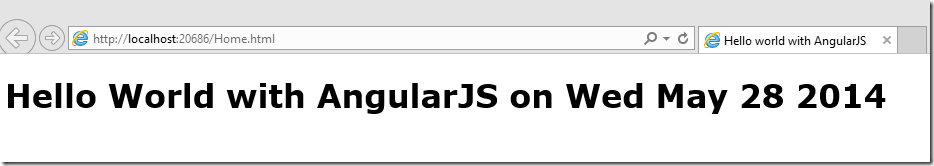 http://localhost:20686/Home.html
Hello world with AngularJS
Hello World with AngularJS on Wed May 28 2014